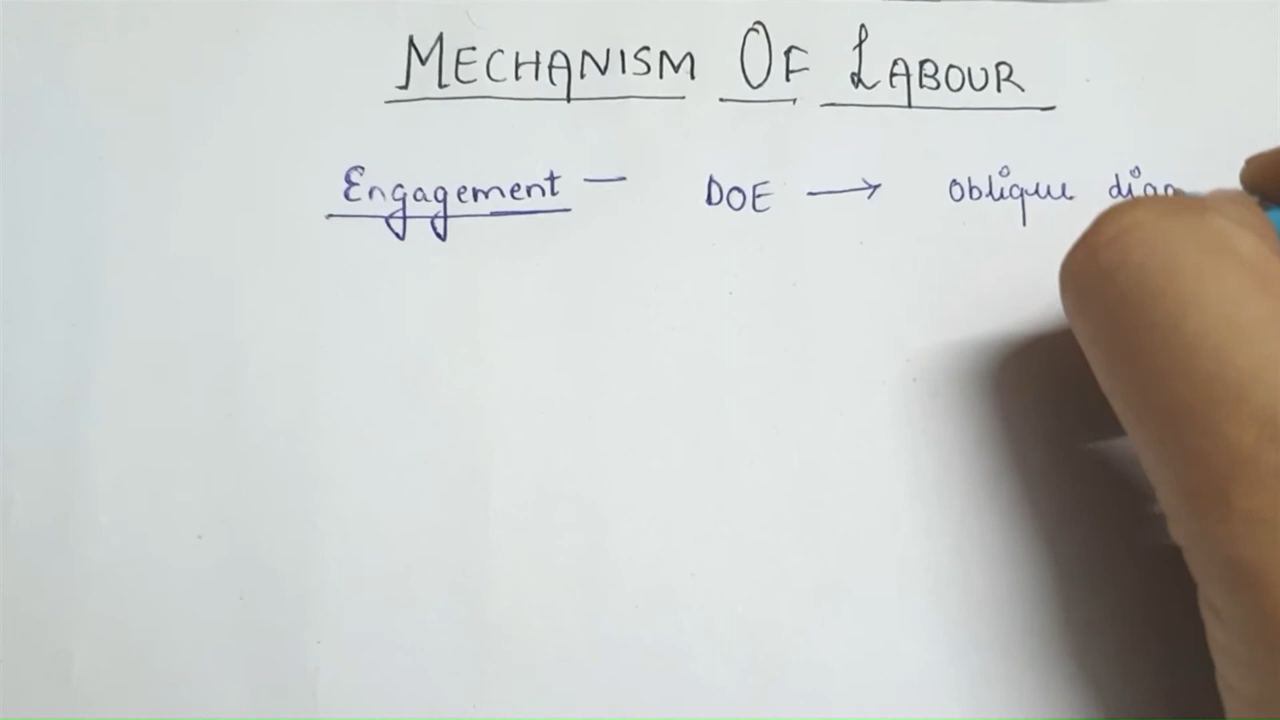 MECHANISM OF LABOUR
Engagement — DOE → oblique